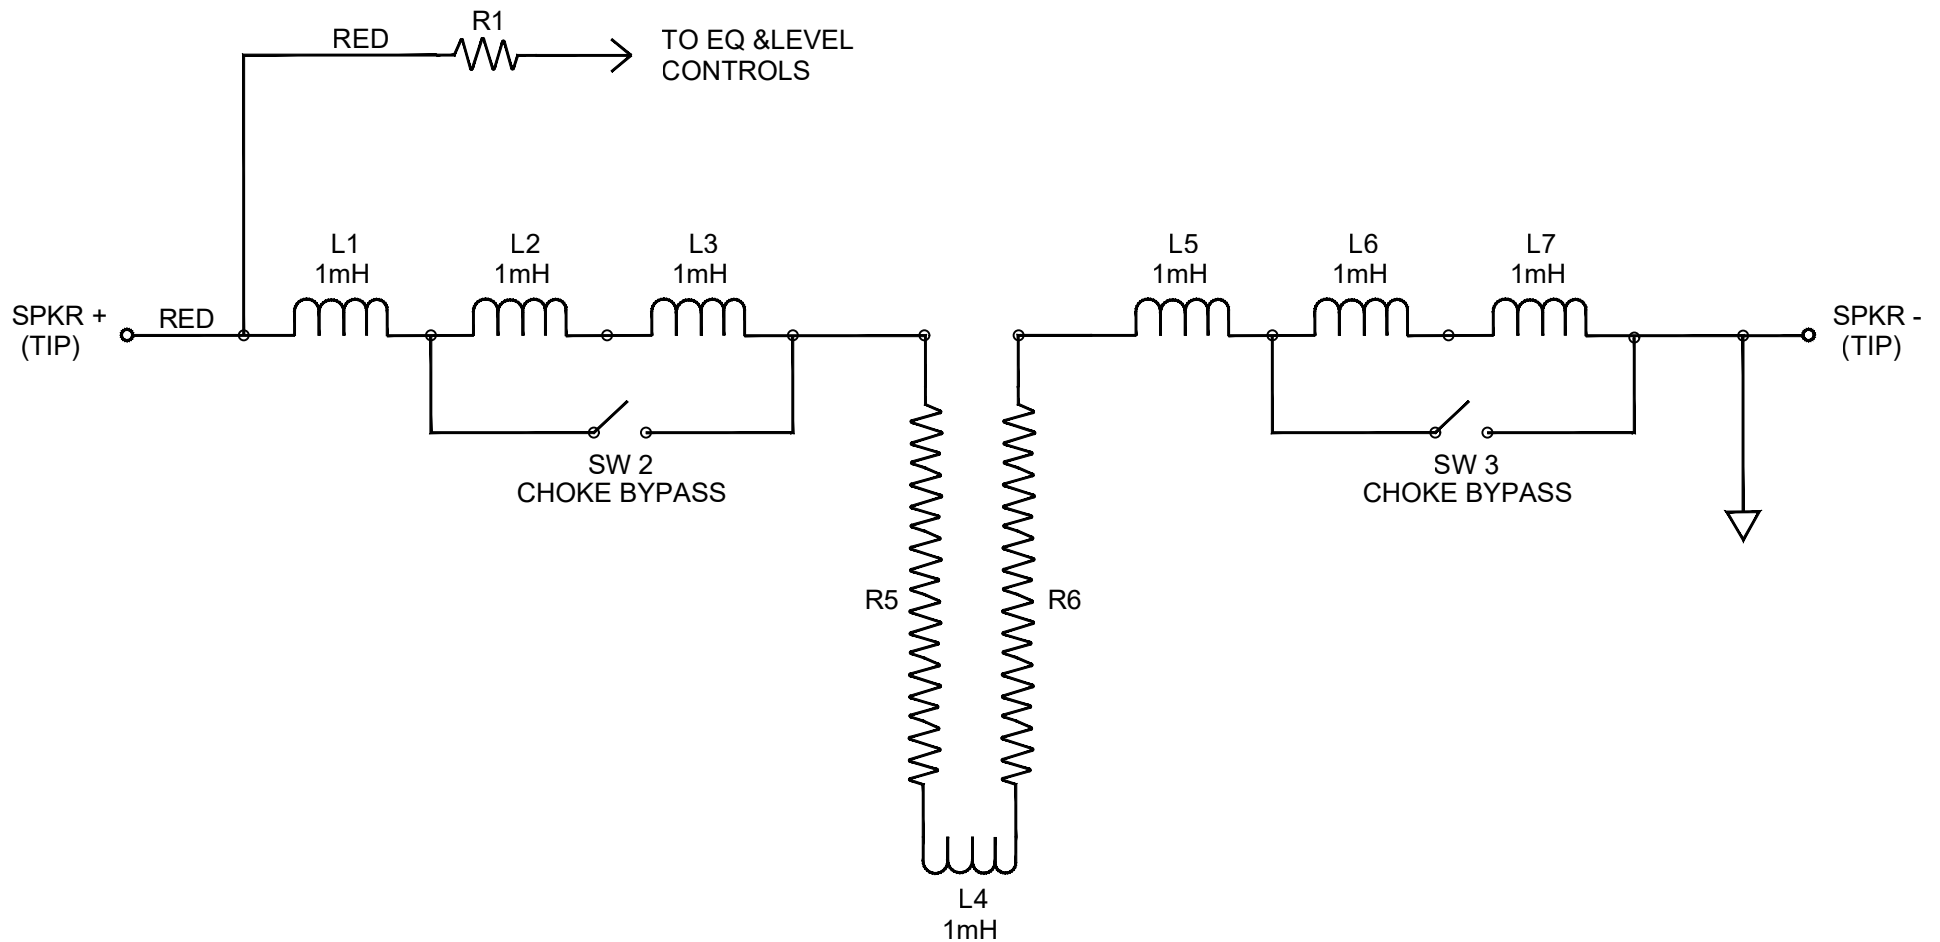 R1
RED
TO EQ &LEVEL
CONTROLS
L1
1mH
L2
1mH
L3
1mH
L5
1mH
L6
1mH
L7
1mH
SPKR +
(TIP)
RED
SPKR -
(TIP)
SW 2
CHOKE BYPASS
SW 3
CHOKE BYPASS
R5
R6
L4
1mH